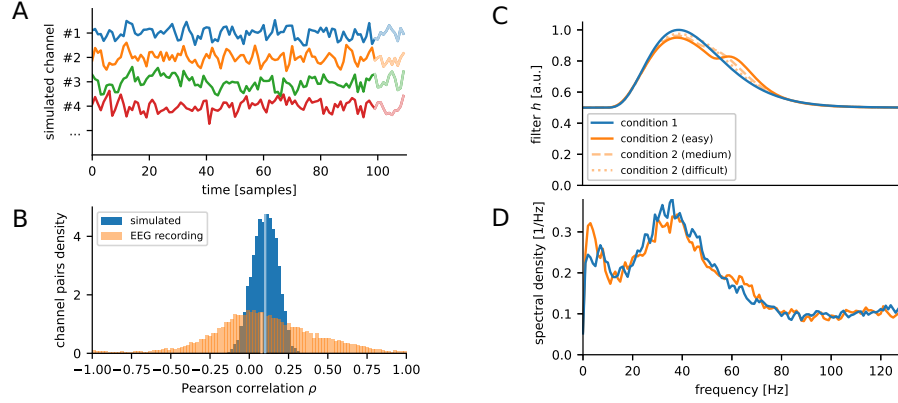 A
simulated channel
#1
#2
#3
#4
...
0 20 40 60 80 100
time [samples]
B
simulated
EEG recording
channel pairs density
4
2
0
−1.00 −0.75 −0.50 −0.25 0.00 0.25 0.50 0.75 1.00
Pearson correlation ρ
C
filter h [a.u.]
1.0
0.8
0.6
0.4
0.2
0.0
condition 1
condition 2 (easy)
condition 2 (medium)
condition 2 (difficult)
D
spectral density [1/Hz]
0.3
0.2
0.1
0.0
0 20 40 60 80 100 120
frequency [Hz]